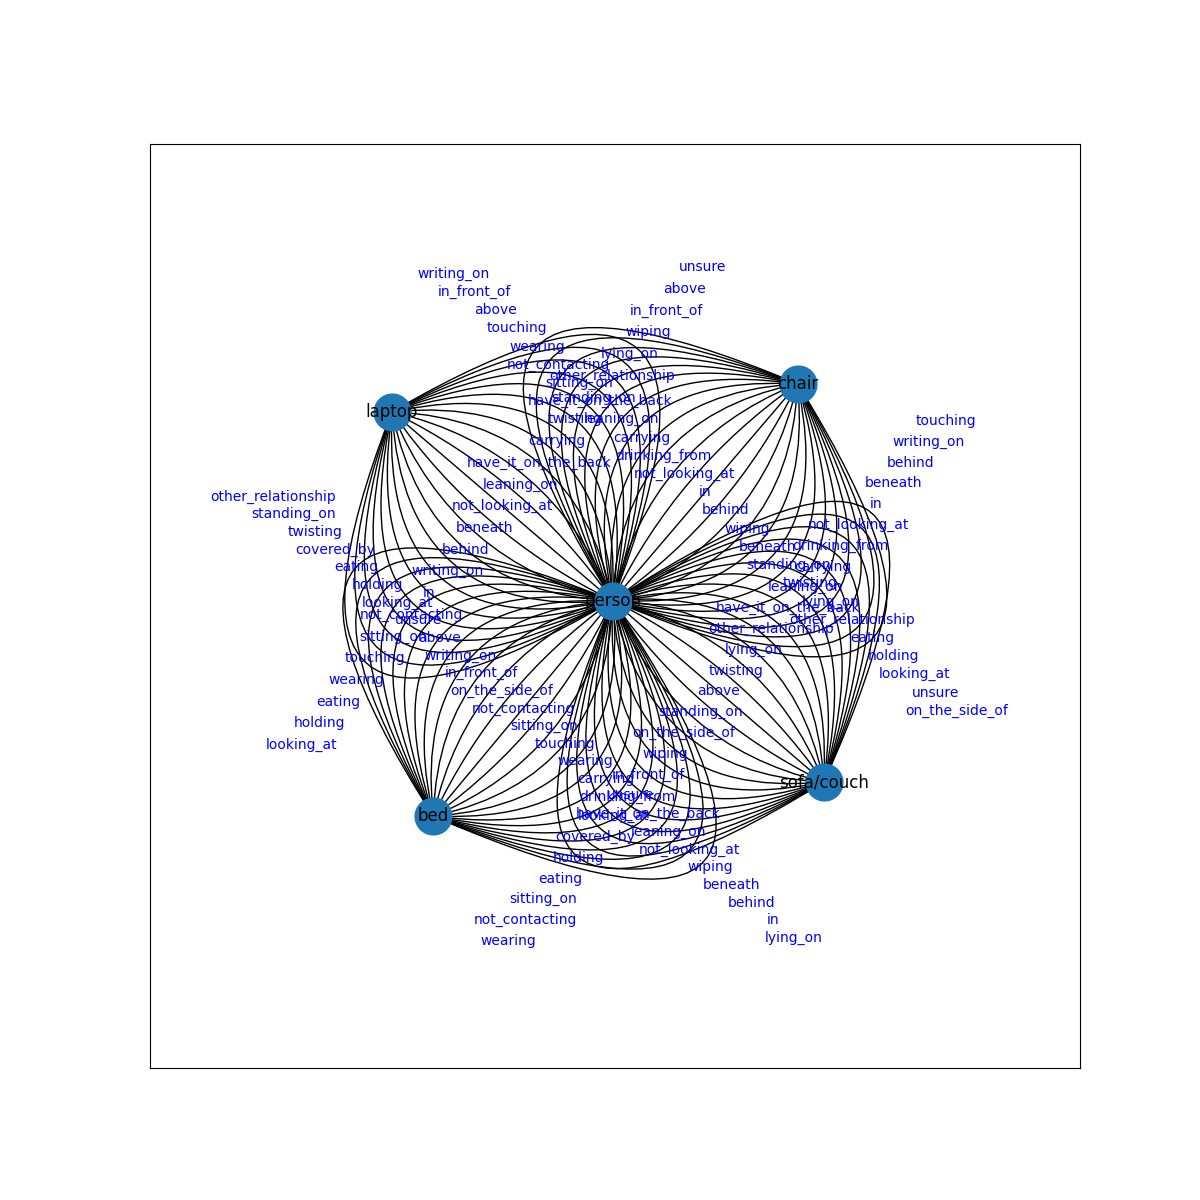 unsure
writing_on
above
in_front_of
above
in_front_of
touching
wiping
wearing
lying_on
not_contacting
other_relationship
sitting_on
chair
standing_on
have_it_on_the_back
laptop
twisting
leaning_on
touching
carrying
carrying
writing_on
drinking_from
have_it_on_the_back
behind
not_looking_at
leaning_on
beneath
in
other_relationship
not_looking_at
in
behind
standing_on
beneath
wiping
not_looking_at
twisting
covered_by
behind
beneath
drinking_from
eating
writing_on
standing_on
carrying
holding
in
leaning_on
twisting
looking_at
person
lying_on
not_contacting
unsure
have_it_on_the_back
other_relationship
sitting_on
above
other_relationship
eating
touching
writing_on
lying_on
holding
wearing
in_front_of
twisting
looking_at
eating
on_the_side_of
above
unsure
holding
not_contacting
standing_on
on_the_side_of
sitting_on
on_the_side_of
looking_at
touching
wiping
wearing
in_front_of
carrying
sofa/couch
drinking_from
unsure
bed
have_it_on_the_back
looking_at
covered_by
leaning_on
holding
not_looking_at
eating
wiping
sitting_on
beneath
not_contacting
behind
wearing
in
lying_on